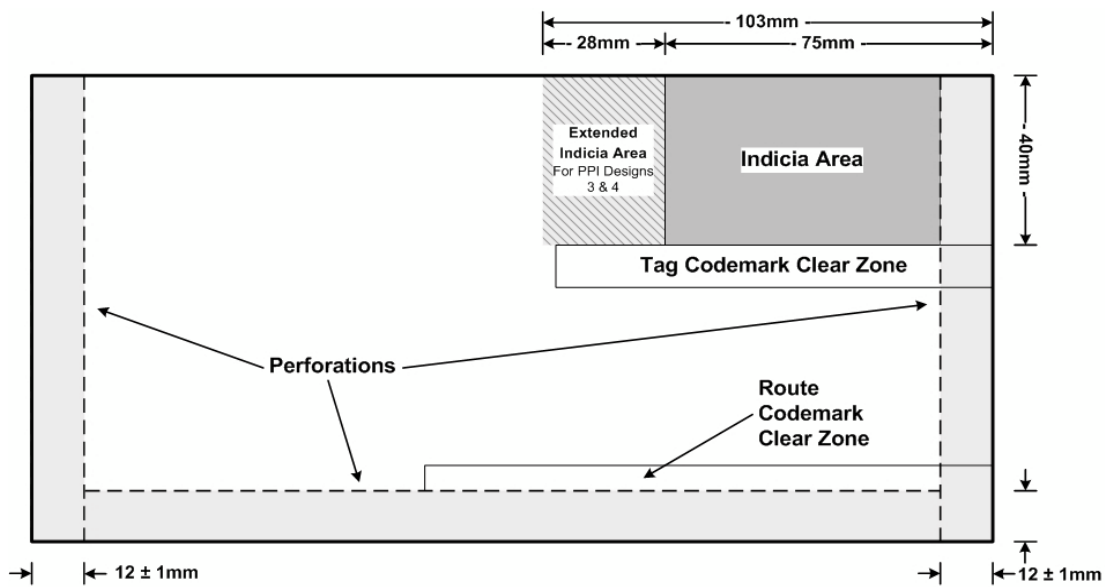 - 103mm -
- 28mm -
- 75mm -
- 40mm -
Extended
Indicia Area
For PPI Designs
3 & 4
Indicia Area
Tag Codemark Clear Zone
Perforations
Route
Codemark
Clear Zone
12 ± 1mm
12 ± 1mm